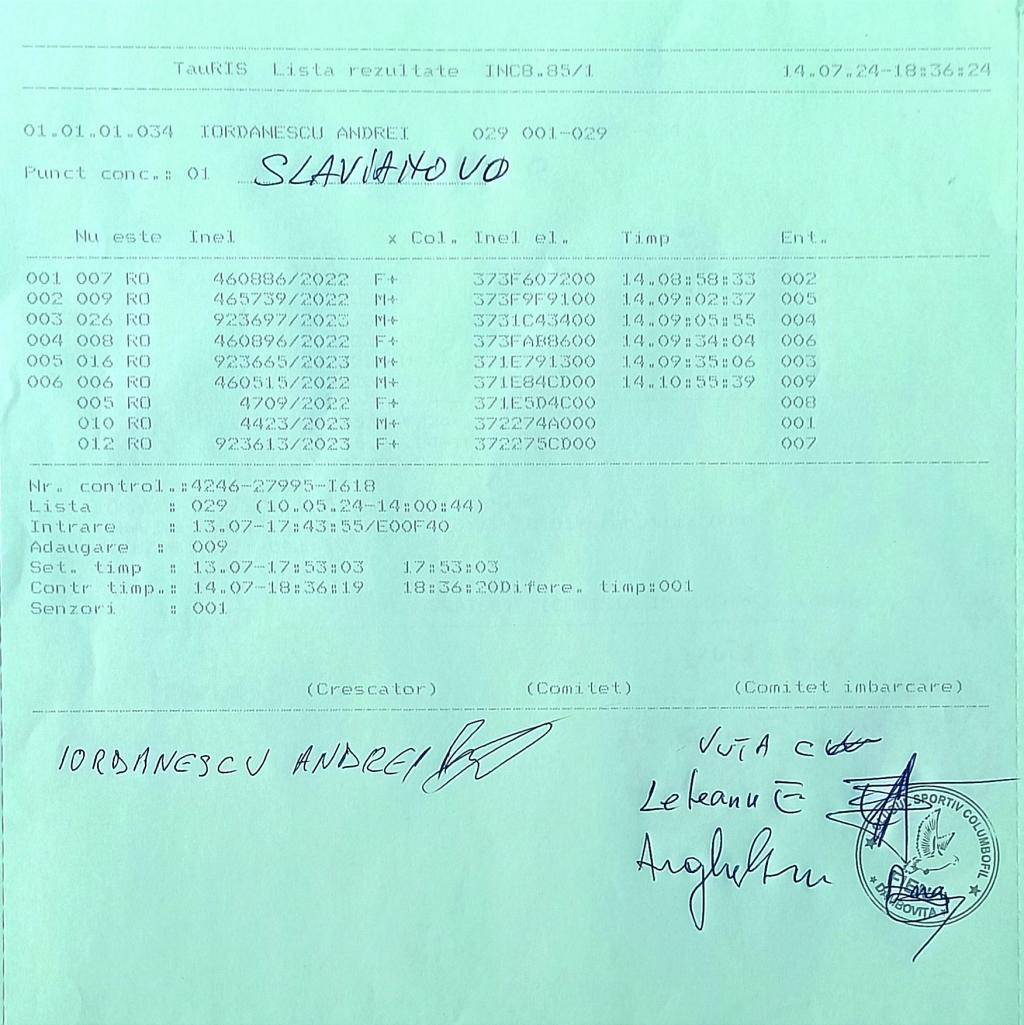 TauRIS Lista rezultate INC8.85/1 14.07.24-18:36:24
01.01.01.034 IORDANESCU ANDREI 029 001-029
Punct conc.: 01 SLAVIANOVO
Nu este Inel x Col. Inel el. Timp Ent.
001 007 RO 460886/2022 F+ 373F607200 14.08:58:33 002
002 009 RO 465739/2022 M+ 373F9F9100 14.09:02:37 005
003 026 RO 923697/2023 M+ 3731C43400 14.09:05:55 004
004 008 RO 460896/2022 F+ 373FAB8600 14.09:34:04 006
005 016 RO 923665/2023 M+ 371E791300 14.09:35:06 003
006 006 RO 460515/2022 M+ 371E84CD00 14.10:55:39 009
005 RO 4709/2022 F+ 371E5D4C00 008
010 RO 4423/2023 M+ 372274A000 001
012 RO 923613/2023 F+ 372275CD00 007
Nr. control.:4246-27995-I618
Lista : 029 (10.05.24-14:00:44)
Intrare : 13.07-17:43:55/E00F40
Adaugare : 009
Set. timp : 13.07-17:53:03 17:53:03
Contr timp.: 14.07-18:36:19 18:36:20Difere. timp:001
Senzori : 001
(Crescator) (Comitet) (Comitet imbarcare)
IORDANESCU ANDREI
VUȚA
Leteanu E
SPORTIV COLUMBOFIL
DAMBOVITA